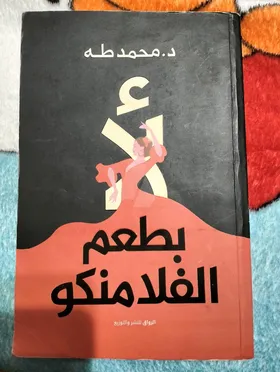 د. محمد طه
لأ
بطعم
الفلامنكو
الرواق للنشر والتوزيع